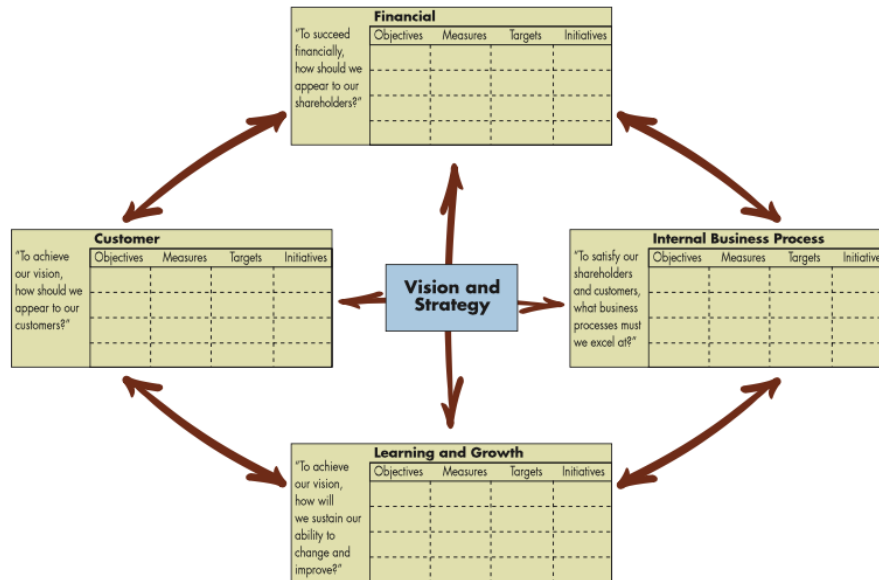 Financial
"To succeed
financially,
how should we
appear to our
shareholders?"
Objectives Measures Targets Initiatives
Customer
"To achieve
our vision,
how should we
appear to our
customers?"
Objectives Measures Targets Initiatives
Vision and
Strategy
Internal Business Process
"To satisfy our
shareholders
and customers,
what business
processes must
we excel at?"
Objectives Measures Targets Initiative
Learning and Growth
"To achieve
our vision,
how will
we sustain our
ability to
change and
improve?"
Objectives Measures Targets Initiatives